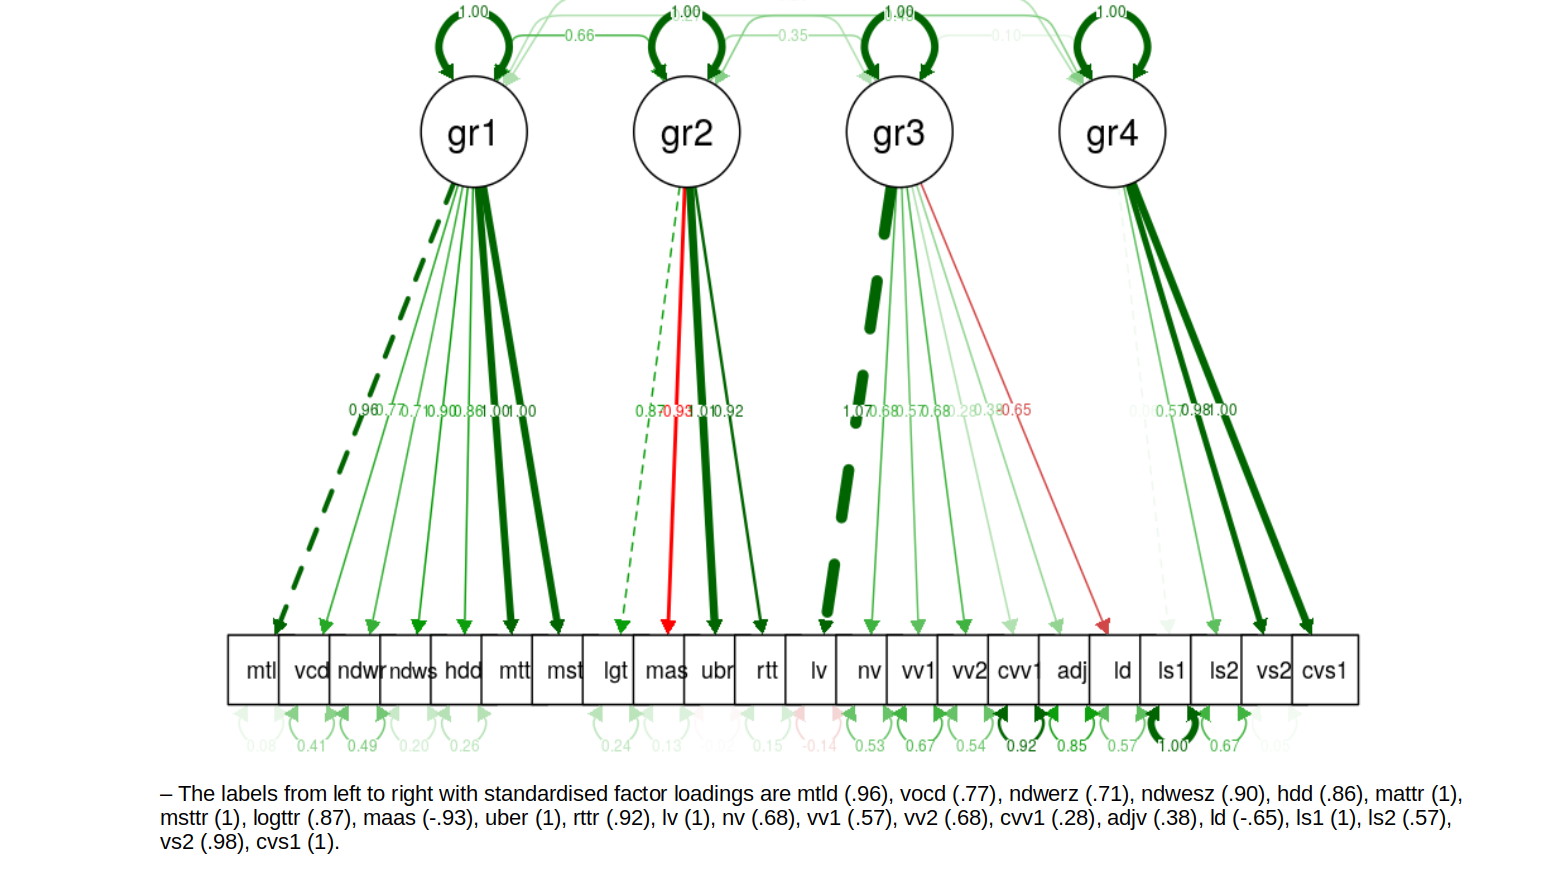 1.00 1.00 1.00 1.00
0.66 0.35 0.10
gr1 gr2 gr3 gr4
0.96 0.77 0.71 0.90 0.86 1.00 1.00 0.87 -0.93 1.01 0.92 1.07 0.68 0.57 0.68 0.28 0.38 -0.65 0.57 0.98 1.00
mtl vcd ndwr ndws hdd mtt mst lgt mas ubr rtt lv nv vv1 vv2 cvv1 adj ld ls1 ls2 vs2 cvs1
0.08 0.41 0.49 0.20 0.26 0.24 0.13 0.15 -0.14 0.53 0.67 0.54 0.92 0.85 0.57 1.00 0.67 0.05
– The labels from left to right with standardised factor loadings are mtld (.96), vocd (.77), ndwerz (.71), ndwesz (.90), hdd (.86), mattr (1),
msttr (1), logttr (.87), maas (-.93), uber (1), rttr (.92), lv (1), nv (.68), vv1 (.57), vv2 (.68), cvv1 (.28), adjv (.38), ld (-.65), ls1 (1), ls2 (.57),
vs2 (.98), cvs1 (1).